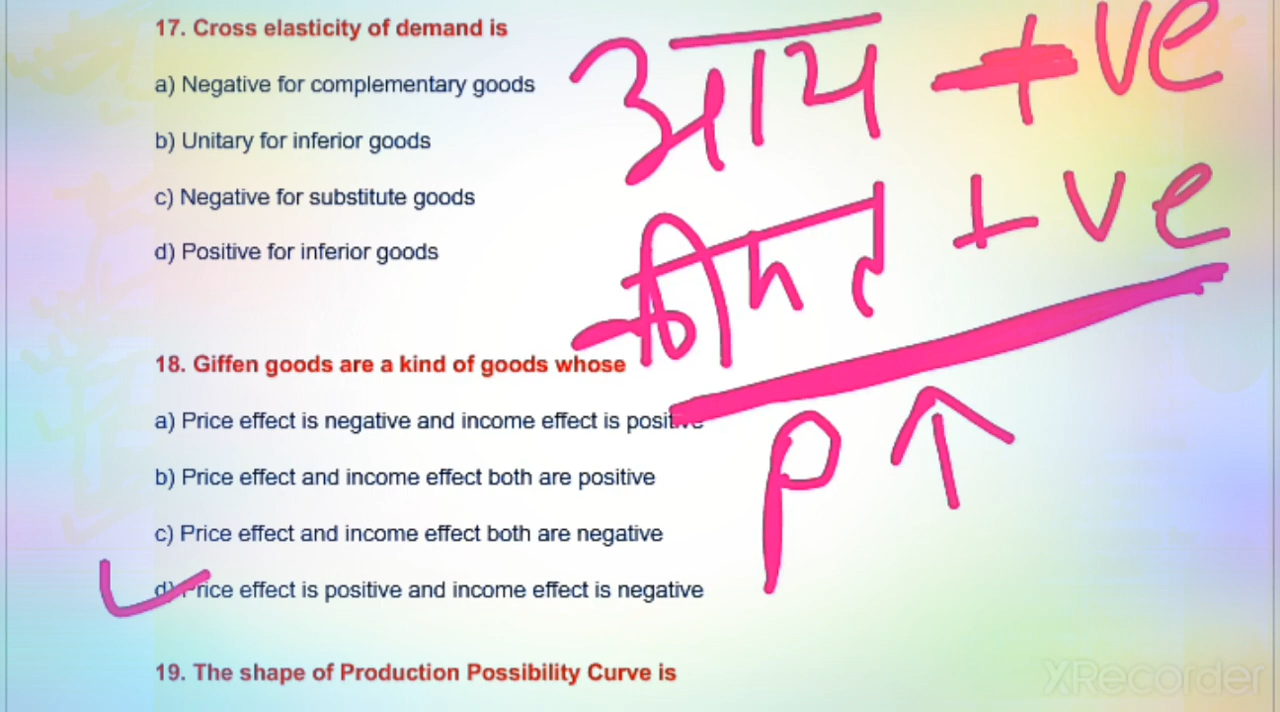 17. Cross elasticity of demand is
a) Negative for complementary goods
b) Unitary for inferior goods
c) Negative for substitute goods
d) Positive for inferior goods
आय +ve
कीमत +ve
P ↑
18. Giffen goods are a kind of goods whose
a) Price effect is negative and income effect is positive
b) Price effect and income effect both are positive
c) Price effect and income effect both are negative
d) Price effect is positive and income effect is negative
19. The shape of Production Possibility Curve is
XRecorder